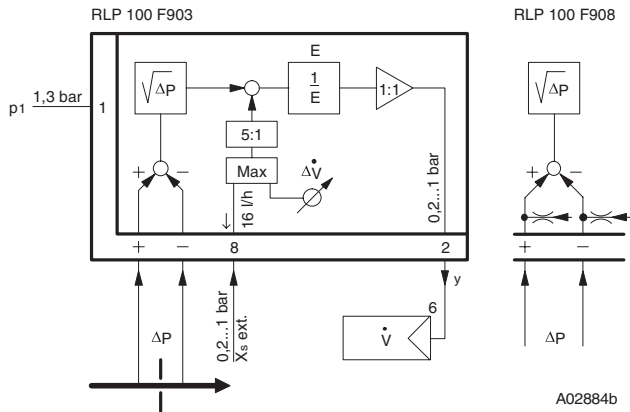 RLP 100 F903
RLP 100 F908
E
√ΔP
1/E
1:1
√ΔP
p1
1,3 bar
1
5:1
+
−
Max
ΔV̇
+
−
↓ 16 l/h
0,2...1 bar
+
−
8
2
+
−
y
ΔP
0,2...1 bar
Xs ext.
6
V̇
ΔP
A02884b